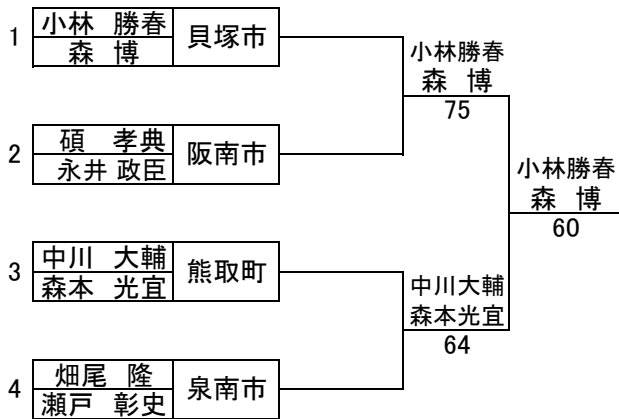 1 小林 勝春 貝塚市
森 博
小林勝春
森 博
75
2 碩 孝典 阪南市
永井 政臣
小林勝春
森 博
60
3 中川 大輔 熊取町
森本 光宜
中川大輔
森本光宜
64
4 畑尾 隆 泉南市
瀬戸 彰史